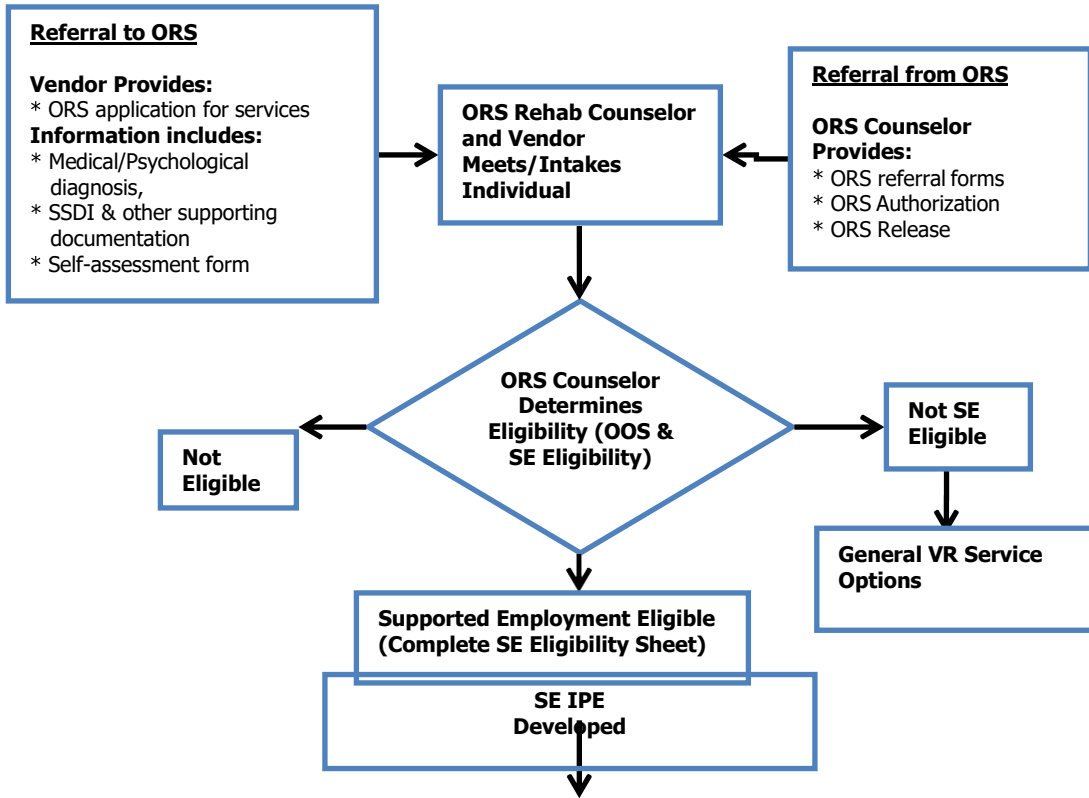 Referral to ORS
Vendor Provides:
* ORS application for services
Information includes:
* Medical/Psychological
diagnosis,
* SSDI & other supporting
documentation
* Self-assessment form
ORS Rehab Counselor
and Vendor
Meets/Intakes
Individual
Referral from ORS
ORS Counselor
Provides:
* ORS referral forms
* ORS Authorization
* ORS Release
ORS Counselor
Determines
Eligibility (OOS &
SE Eligibility)
Not
Eligible
Not SE
Eligible
General VR Service
Options
Supported Employment Eligible
(Complete SE Eligibility Sheet)
SE IPE
Developed